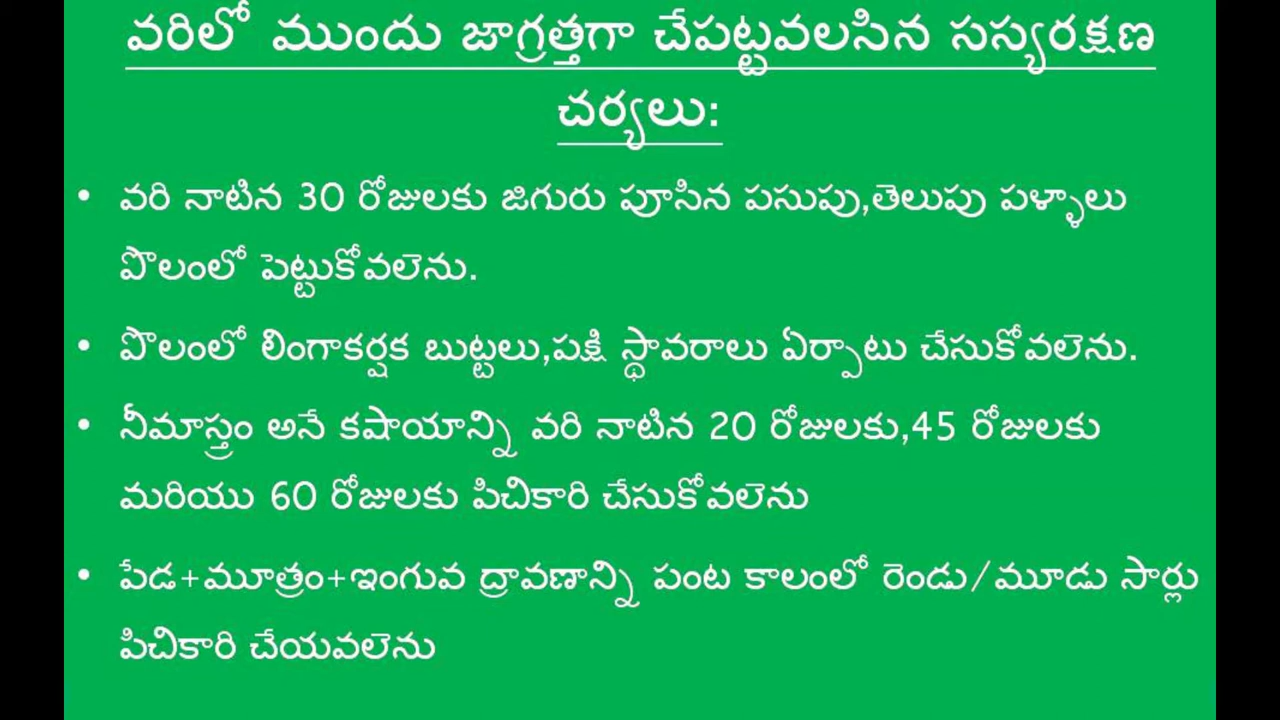 వరిలో ముందు జాగ్రత్తగా చేపట్టవలసిన సస్యరక్షణ
చర్యలు:
• వరి నాటిన 30 రోజులకు జిగురు పూసిన పసుపు,తెలుపు పళ్ళాలు
పొలంలో పెట్టుకోవలెను.
• పొలంలో లింగాకర్షక బుట్టలు,పక్షి స్థావరాలు ఏర్పాటు చేసుకోవలెను.
• నీమాస్త్రం అనే కషాయాన్ని వరి నాటిన 20 రోజులకు,45 రోజులకు
మరియు 60 రోజులకు పిచికారి చేసుకోవలెను
• పేడ+మూత్రం+ఇంగువ ద్రావణాన్ని పంట కాలంలో రెండు/మూడు సార్లు
పిచికారి చేయవలెను